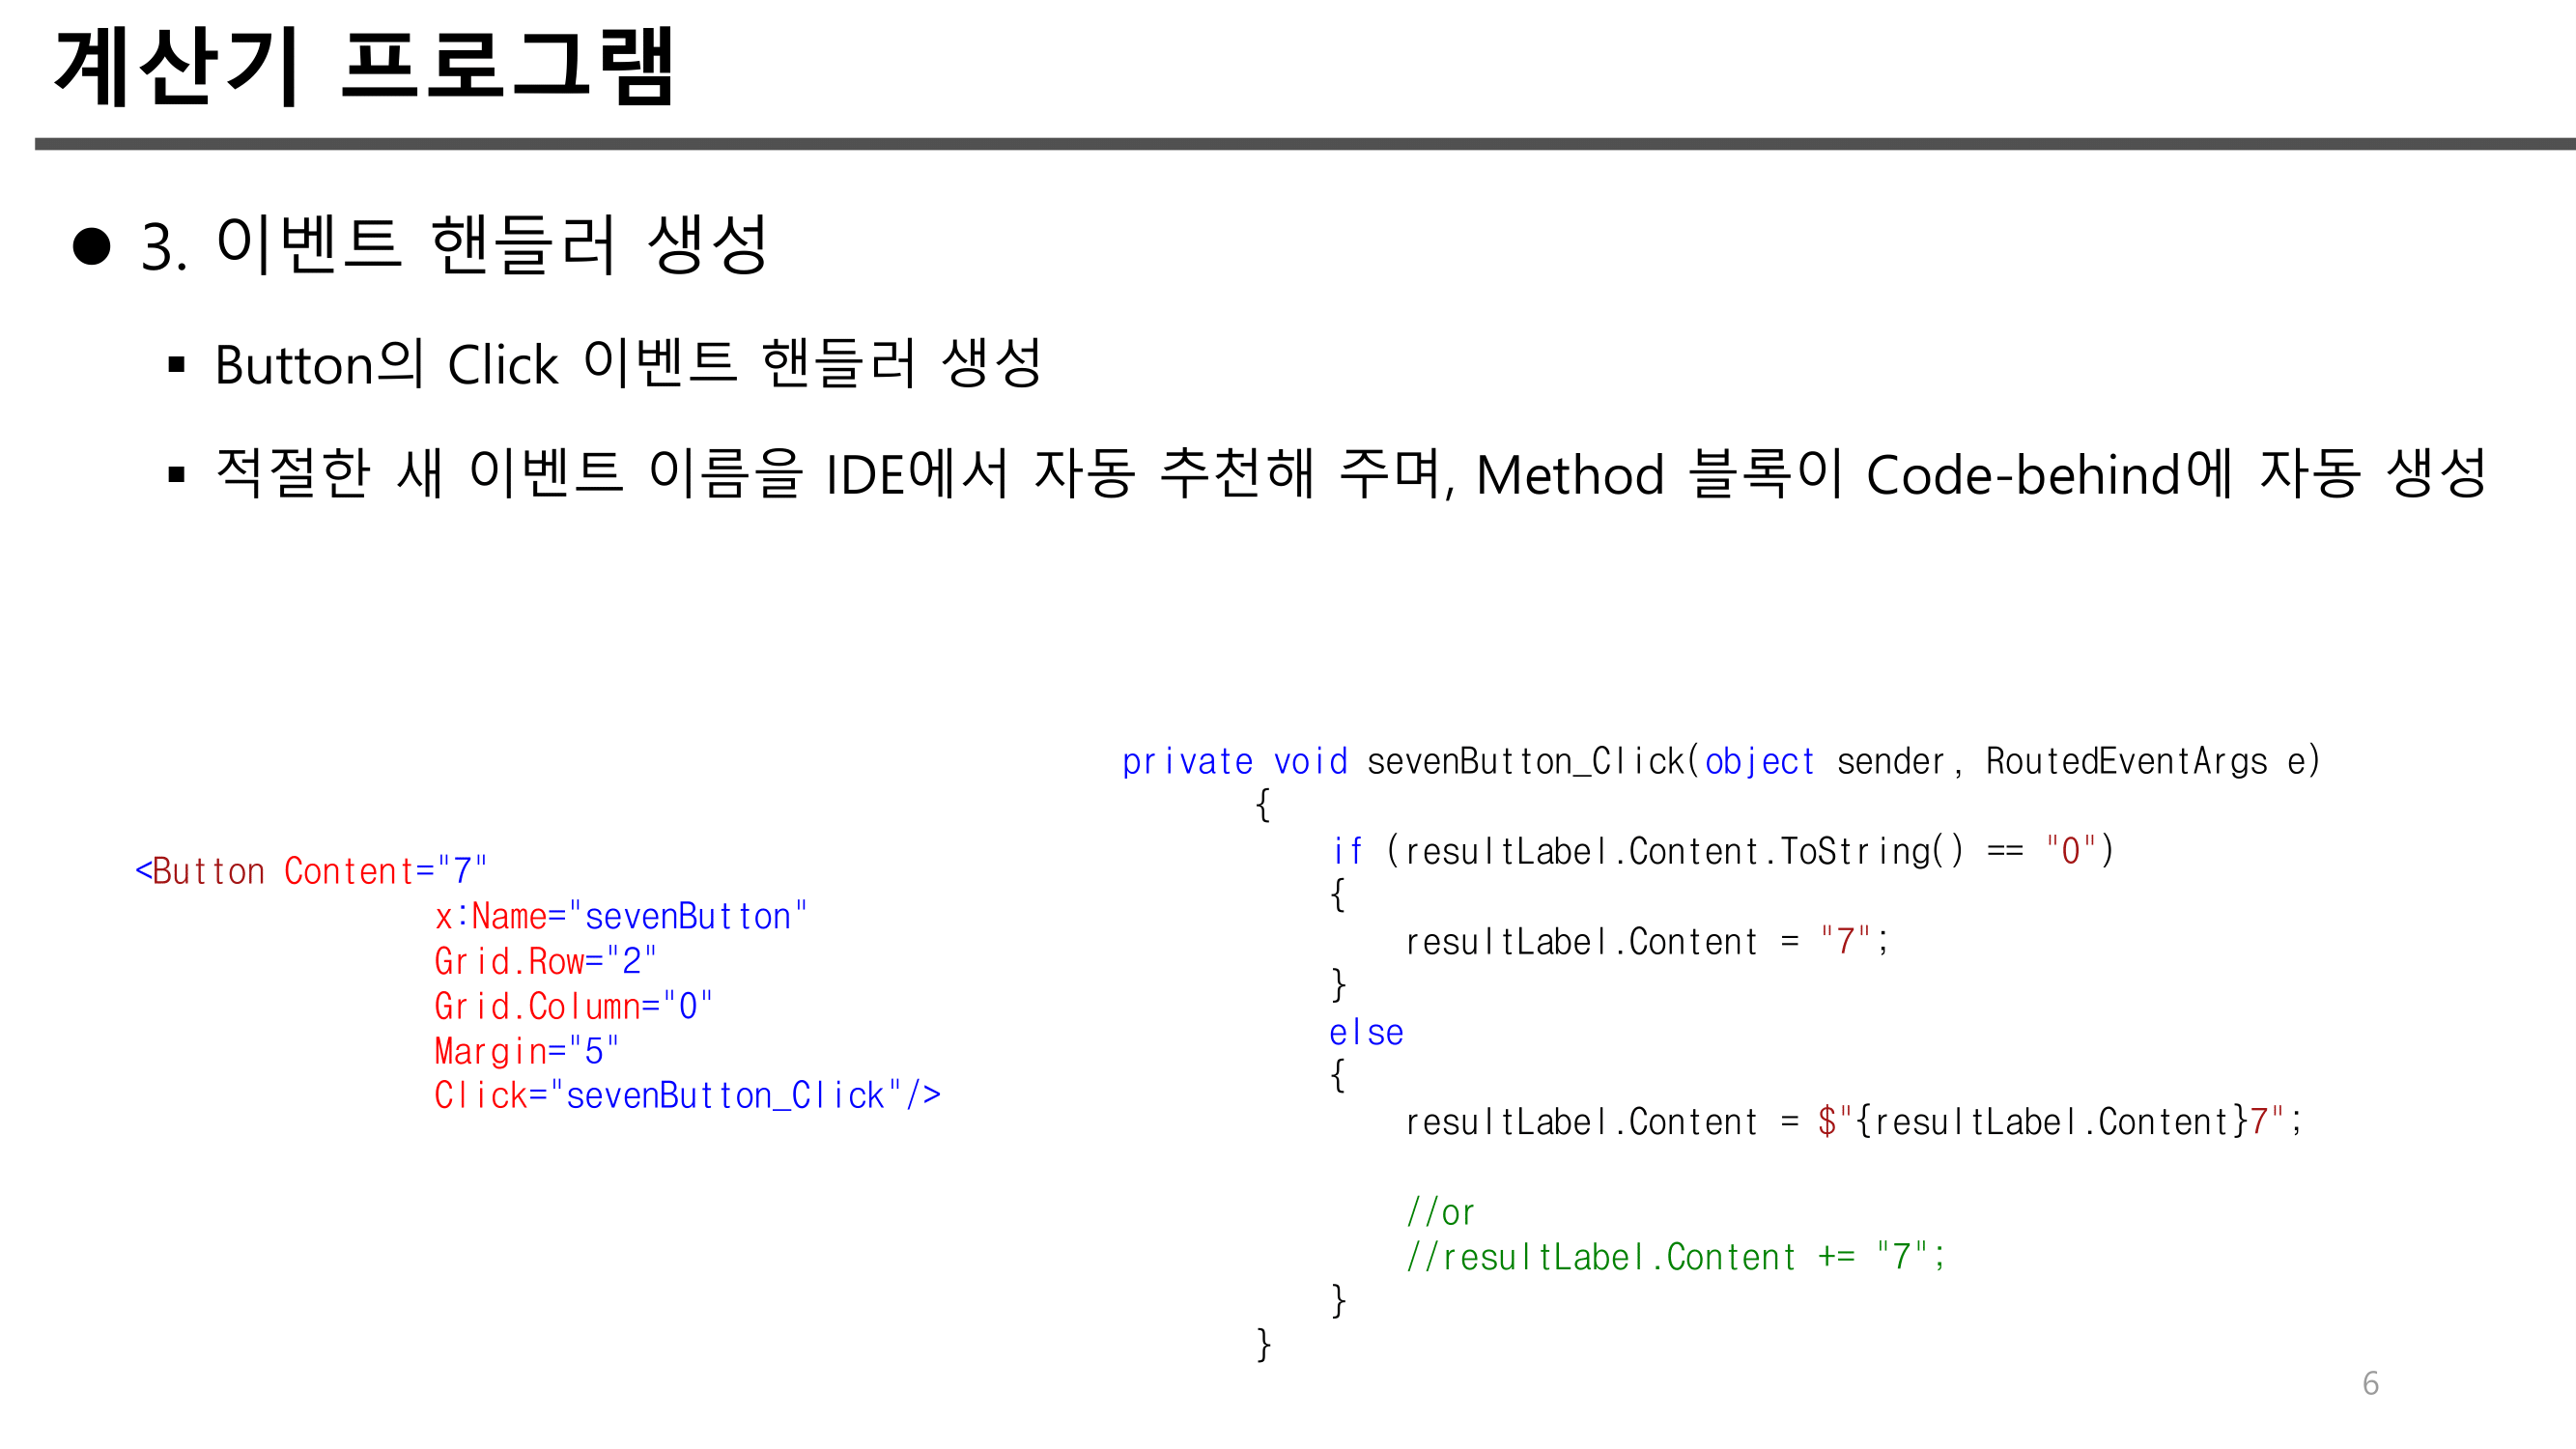 계산기 프로그램
● 3. 이벤트 핸들러 생성
▪ Button의 Click 이벤트 핸들러 생성
▪ 적절한 새 이벤트 이름을 IDE에서 자동 추천해 주며, Method 블록이 Code-behind에 자동 생성
<Button Content="7"
x:Name="sevenButton"
Grid.Row="2"
Grid.Column="0"
Margin="5"
Click="sevenButton_Click"/>
private void sevenButton_Click(object sender, RoutedEventArgs e)
{
if (resultLabel.Content.ToString() == "0")
{
resultLabel.Content = "7";
}
else
{
resultLabel.Content = $"{resultLabel.Content}7";
//or
//resultLabel.Content += "7";
}
}
6